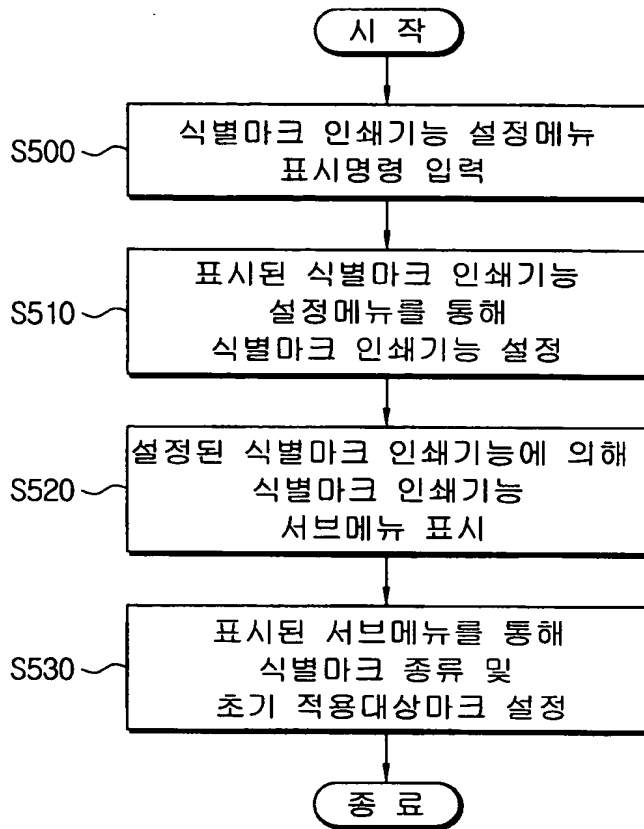 시 작
S500
식별마크 인쇄기능 설정메뉴
표시명령 입력
S510
표시된 식별마크 인쇄기능
설정메뉴를 통해
식별마크 인쇄기능 설정
S520
설정된 식별마크 인쇄기능에 의해
식별마크 인쇄기능
서브메뉴 표시
S530
표시된 서브메뉴를 통해
식별마크 종류 및
초기 적용대상마크 설정
종 료